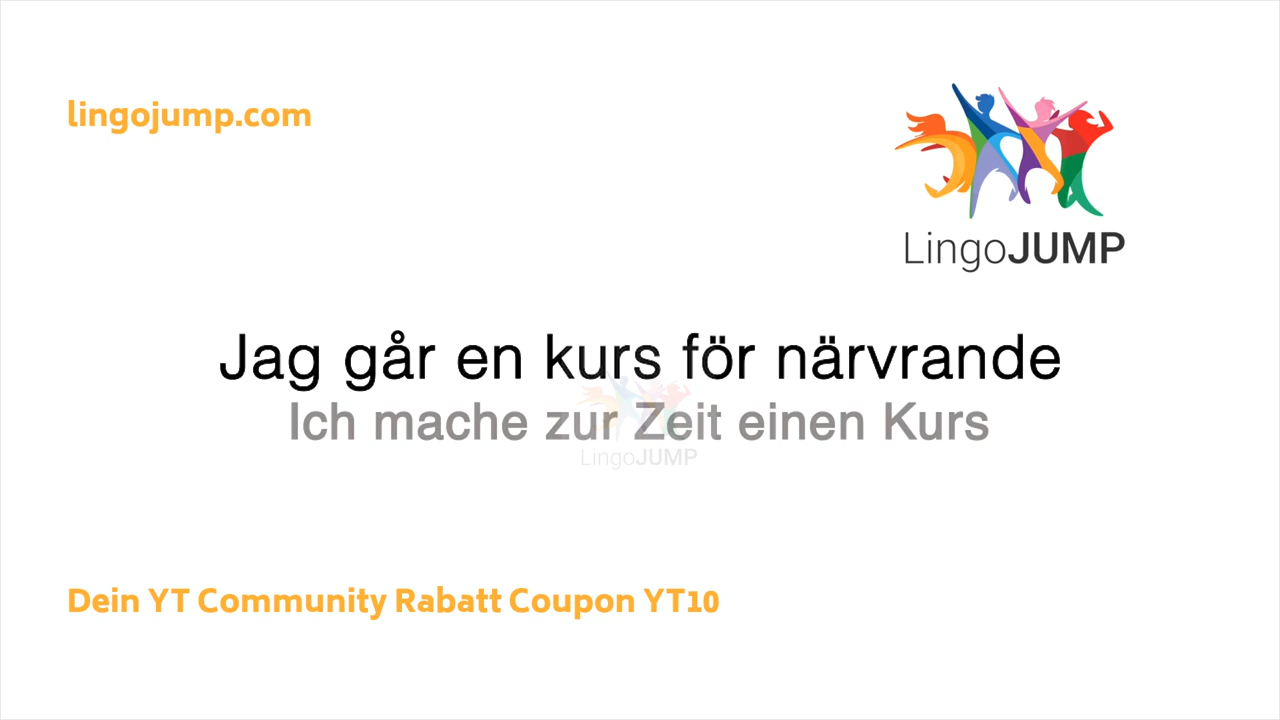 lingojump.com
LingoJUMP
Jag går en kurs för närvrande
Ich mache zur Zeit einen Kurs
LingoJUMP
Dein YT Community Rabatt Coupon YT10